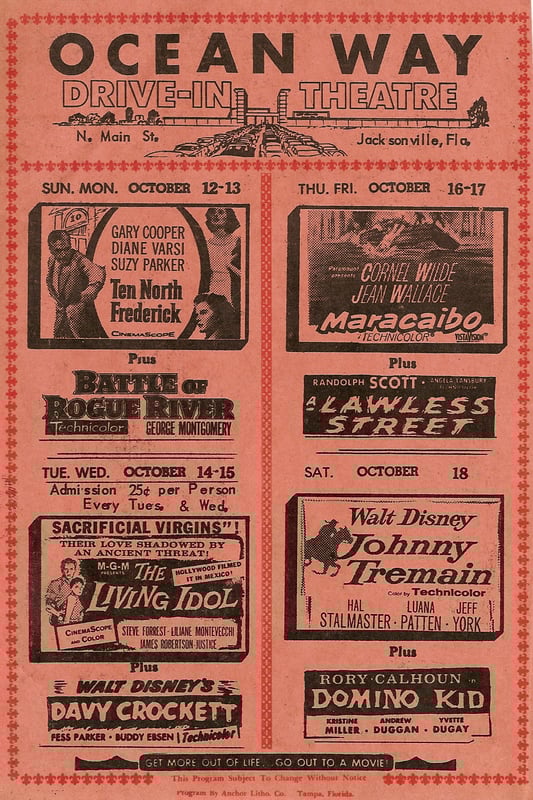 OCEAN WAY
DRIVE-IN THEATRE
N. Main St. Jacksonville, Fla.
SUN. MON. OCTOBER 12-13
10
GARY COOPER
DIANE VARSI
SUZY PARKER
Ten North
Frederick
CINEMASCOPE
Plus
BATTLE OF
ROGUE RIVER
Technicolor GEORGE MONTGOMERY
TUE. WED. OCTOBER 14-15
Admission 25¢ per Person
Every Tues. & Wed.
SACRIFICIAL VIRGINS"!
THEIR LOVE SHADOWED BY
AN ANCIENT THREAT!
M-G-M
PRESENTS
THE
LIVING IDOL
HOLLYWOOD FILMED
IT IN MEXICO!
CINEMASCOPE
AND COLOR
STEVE FORREST · LILIANE MONTEVECCHI
JAMES ROBERTSON-JUSTICE
Plus
WALT DISNEY'S
DAVY CROCKETT
FESS PARKER · BUDDY EBSEN Technicolor
THU. FRI. OCTOBER 16-17
Paramount
presents
CORNEL WILDE
JEAN WALLACE
Maracaibo
TECHNICOLOR® VISTAVISION
Plus
RANDOLPH SCOTT · ANGELA LANSBURY
TECHNICOLOR
A LAWLESS
STREET
SAT. OCTOBER 18
Walt Disney
Johnny
Tremain
Color by Technicolor
HAL LUANA JEFF
STALMASTER · PATTEN · YORK
Plus
RORY CALHOUN in
DOMINO KID
KRISTINE ANDREW YVETTE
MILLER · DUGGAN · DUGAY
GET MORE OUT OF LIFE...GO OUT TO A MOVIE!
This Program Subject To Change Without Notice
Program By Anchor Litho. Co. Tampa, Florida.